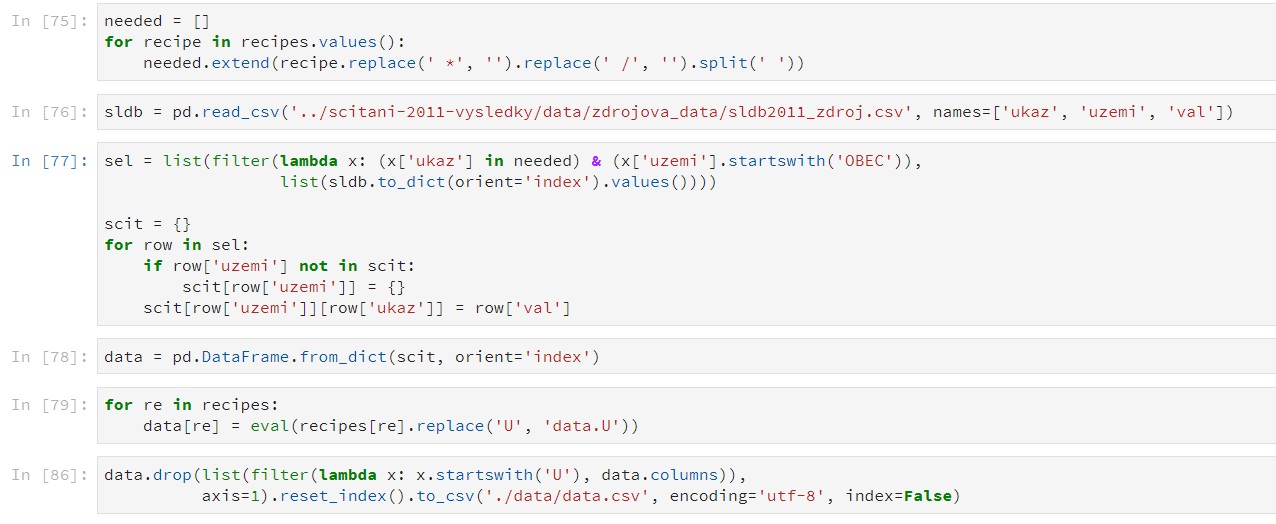 In [75]: needed = []
for recipe in recipes.values():
    needed.extend(recipe.replace(' *', '').replace(' /', '').split(' '))
In [76]: sldb = pd.read_csv('../scitani-2011-vysledky/data/zdrojova_data/sldb2011_zdroj.csv', names=['ukaz', 'uzemi', 'val'])
In [77]: sel = list(filter(lambda x: (x['ukaz'] in needed) & (x['uzemi'].startswith('OBEC')),
                  list(sldb.to_dict(orient='index').values())))
scit = {}
for row in sel:
    if row['uzemi'] not in scit:
        scit[row['uzemi']] = {}
    scit[row['uzemi']][row['ukaz']] = row['val']
In [78]: data = pd.DataFrame.from_dict(scit, orient='index')
In [79]: for re in recipes:
    data[re] = eval(recipes[re].replace('U', 'data.U'))
In [86]: data.drop(list(filter(lambda x: x.startswith('U'), data.columns)),
          axis=1).reset_index().to_csv('./data/data.csv', encoding='utf-8', index=False)